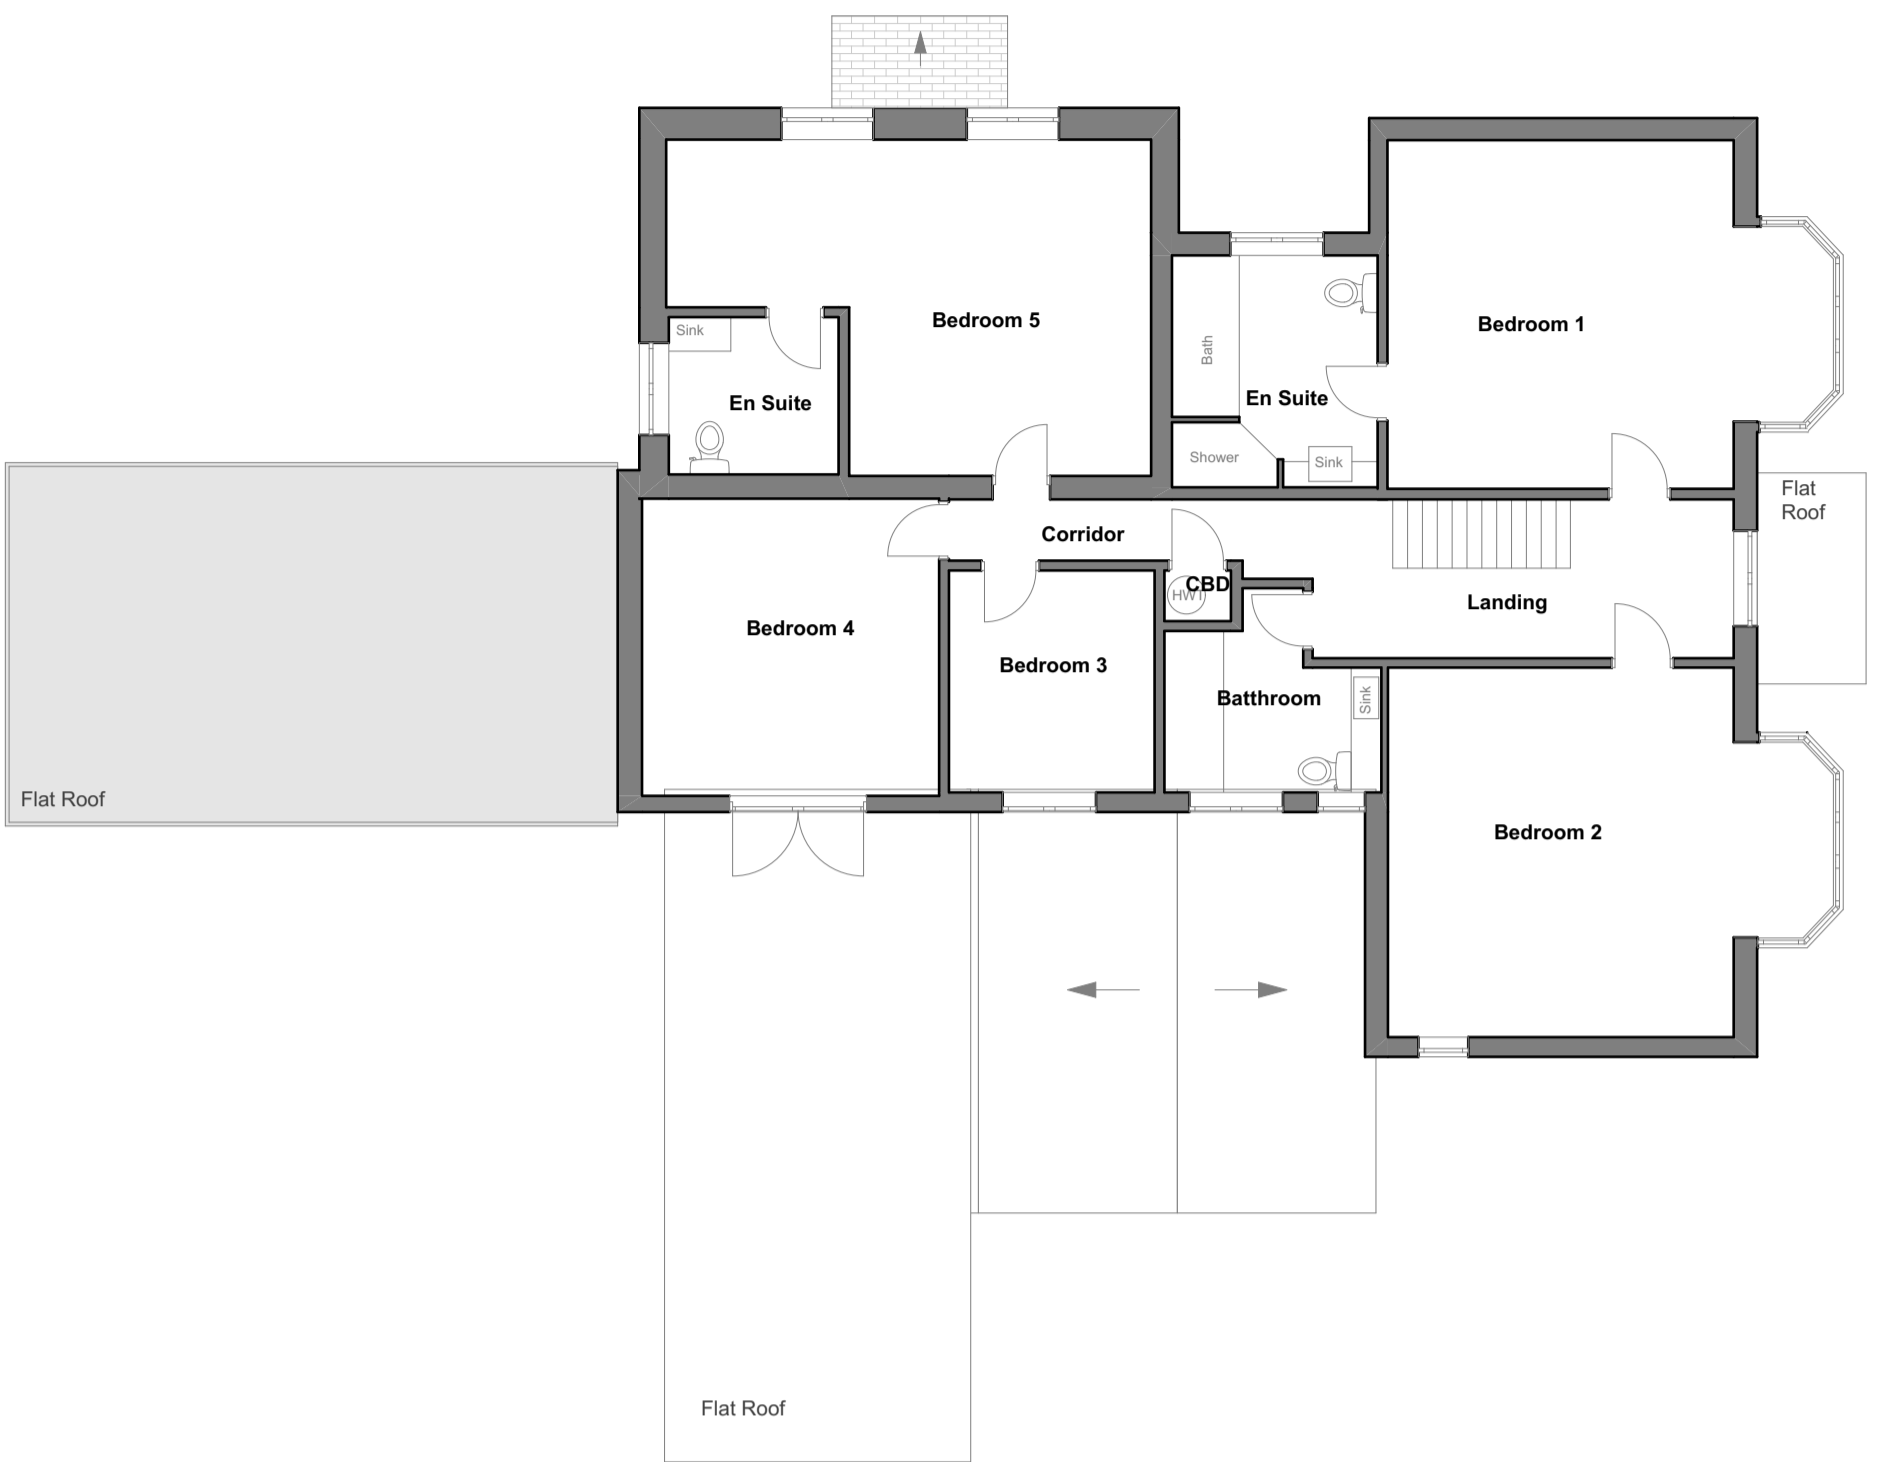 Bedroom 5
Bedroom 1
Sink
En Suite
Bath
En Suite
Shower
Sink
Flat
Roof
Corridor
CBD
HWT
Landing
Bedroom 4
Bedroom 3
Batthroom
Sink
Flat Roof
Bedroom 2
Flat Roof